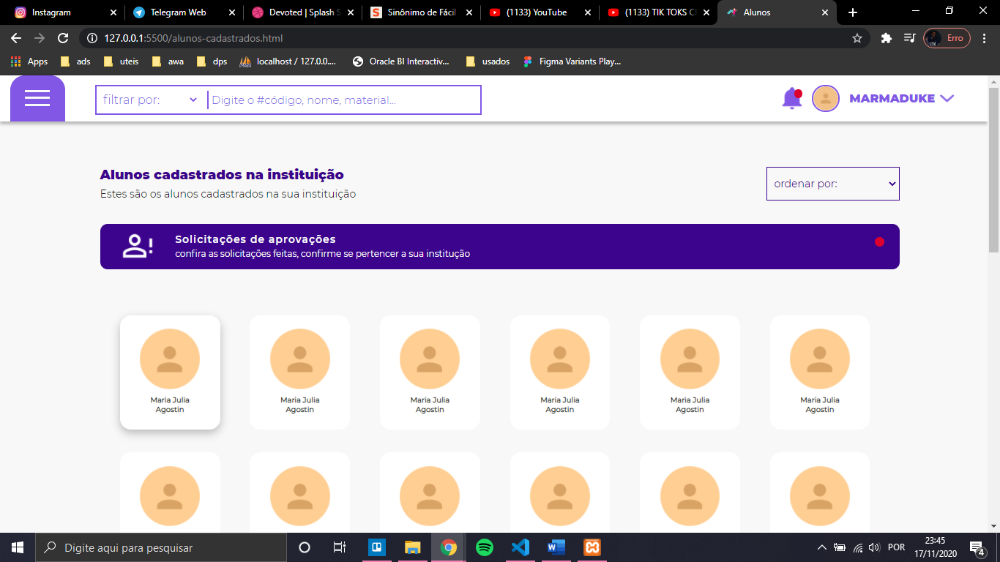 Instagram
Telegram Web
Devoted | Splash S
Sinônimo de Fácil
(1133) YouTube
(1133) TIK TOKS C
Alunos
127.0.0.1:5500/alunos-cadastrados.html
Erro
Apps
ads
uteis
awa
dps
localhost / 127.0.0....
Oracle BI Interactiv...
usados
Figma Variants Play...
filtrar por:
Digite o #código, nome, material...
MARMADUKE
Alunos cadastrados na instituição
Estes são os alunos cadastrados na sua instituição
ordenar por:
Solicitações de aprovações
confira as solicitações feitas, confirme se pertencer a sua institução
Maria Julia
Agostin
Maria Julia
Agostin
Maria Julia
Agostin
Maria Julia
Agostin
Maria Julia
Agostin
Maria Julia
Agostin
Digite aqui para pesquisar
POR
23:45
17/11/2020
4